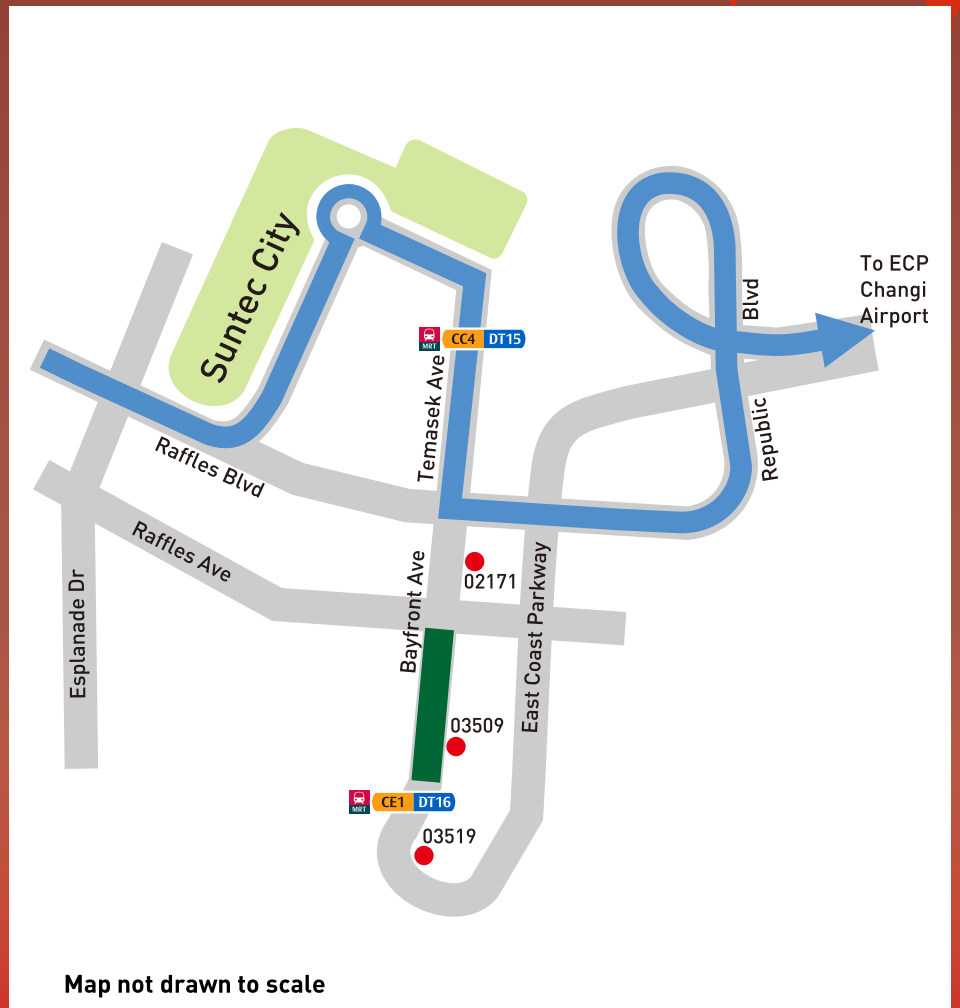 Suntec City
To ECP
Changi
Airport
Blvd
MRT
CC4
DT15
Temasek Ave
Republic
Raffles Blvd
Raffles Ave
Bayfront Ave
02171
East Coast Parkway
Esplanade Dr
03509
MRT
CE1
DT16
03519
Map not drawn to scale